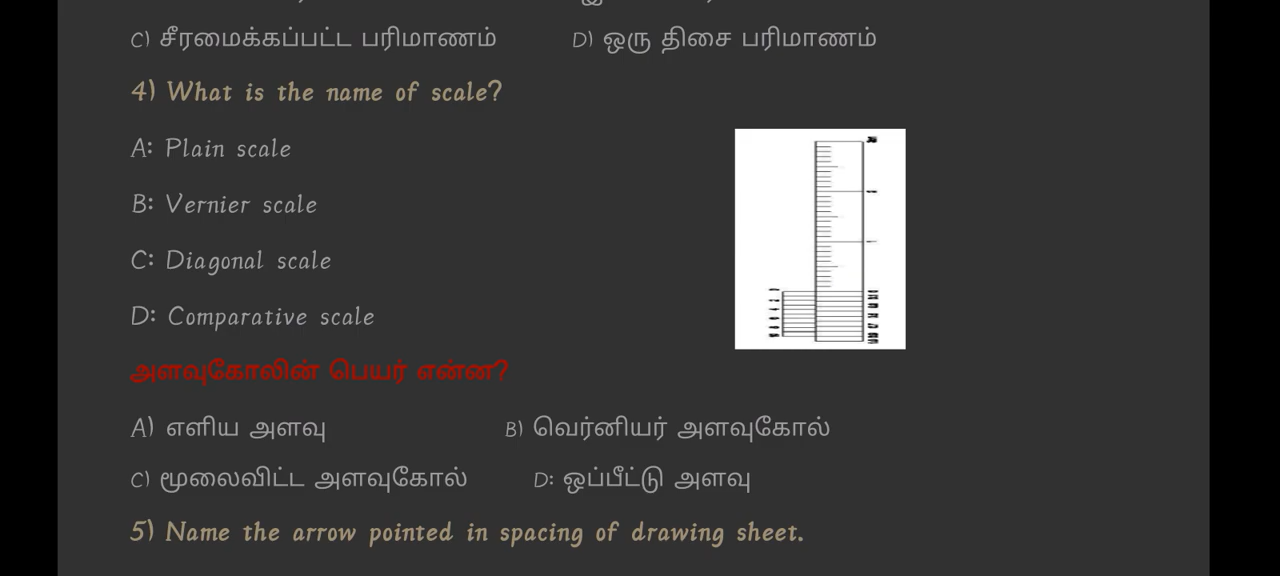 C) சீரமைக்கப்பட்ட பரிமாணம் D) ஒரு திசை பரிமாணம்
4) What is the name of scale?
A: Plain scale
B: Vernier scale
C: Diagonal scale
D: Comparative scale
அளவுகோலின் பெயர் என்ன?
A) எளிய அளவு B) வெர்னியர் அளவுகோல்
C) மூலைவிட்ட அளவுகோல் D: ஒப்பீட்டு அளவு
5) Name the arrow pointed in spacing of drawing sheet.